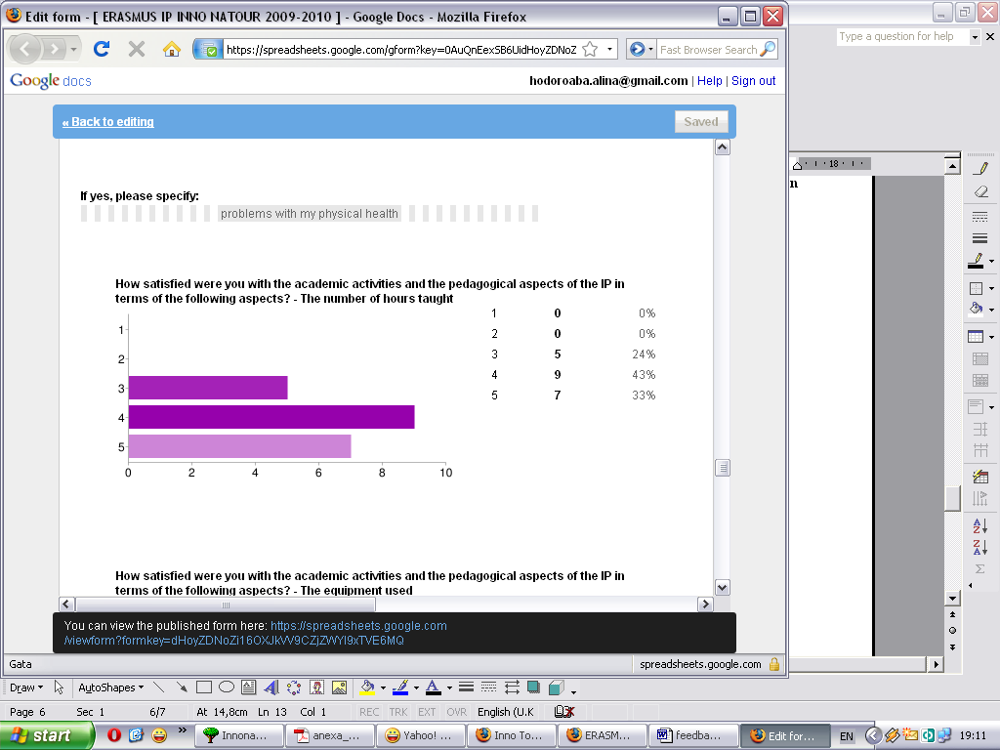 Edit form - [ ERASMUS IP INNO NATOUR 2009-2010 ] - Google Docs - Mozilla Firefox
Type a question for help
https://spreadsheets.google.com/gform?key=0AuQnEexSB6UidHoyZDNoZ
Fast Browser Search
Google docs
hodoroaba.alina@gmail.com | Help | Sign out
« Back to editing
Saved
18
n
If yes, please specify:
problems with my physical health
How satisfied were you with the academic activities and the pedagogical aspects of the IP in
terms of the following aspects? - The number of hours taught
1 0 0%
2 0 0%
3 5 24%
4 9 43%
5 7 33%
1
2
3
4
5
0 2 4 6 8 10
How satisfied were you with the academic activities and the pedagogical aspects of the IP in
terms of the following aspects? - The equipment used
You can view the published form here: https://spreadsheets.google.com
/viewform?formkey=dHoyZDNoZi16OXJkVV9CZjZWYl9xTVE6MQ
Gata
spreadsheets.google.com
Draw AutoShapes
Page 6 Sec 1 6/7 At 14,8cm Ln 13 Col 1 REC TRK EXT OVR English (U.K
start Innona... anexa_... Yahoo! ... Inno To... ERASM... feedba... Edit for... EN 19:11